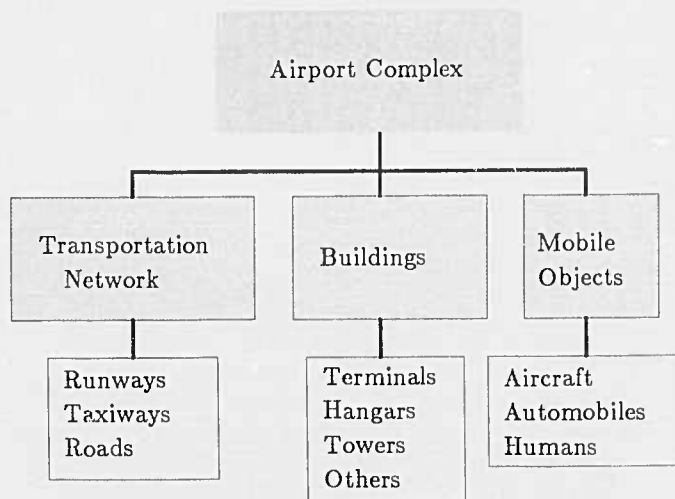 Airport Complex
Transportation
Network
Buildings
Mobile
Objects
Runways
Taxiways
Roads
Terminals
Hangars
Towers
Others
Aircraft
Automobiles
Humans